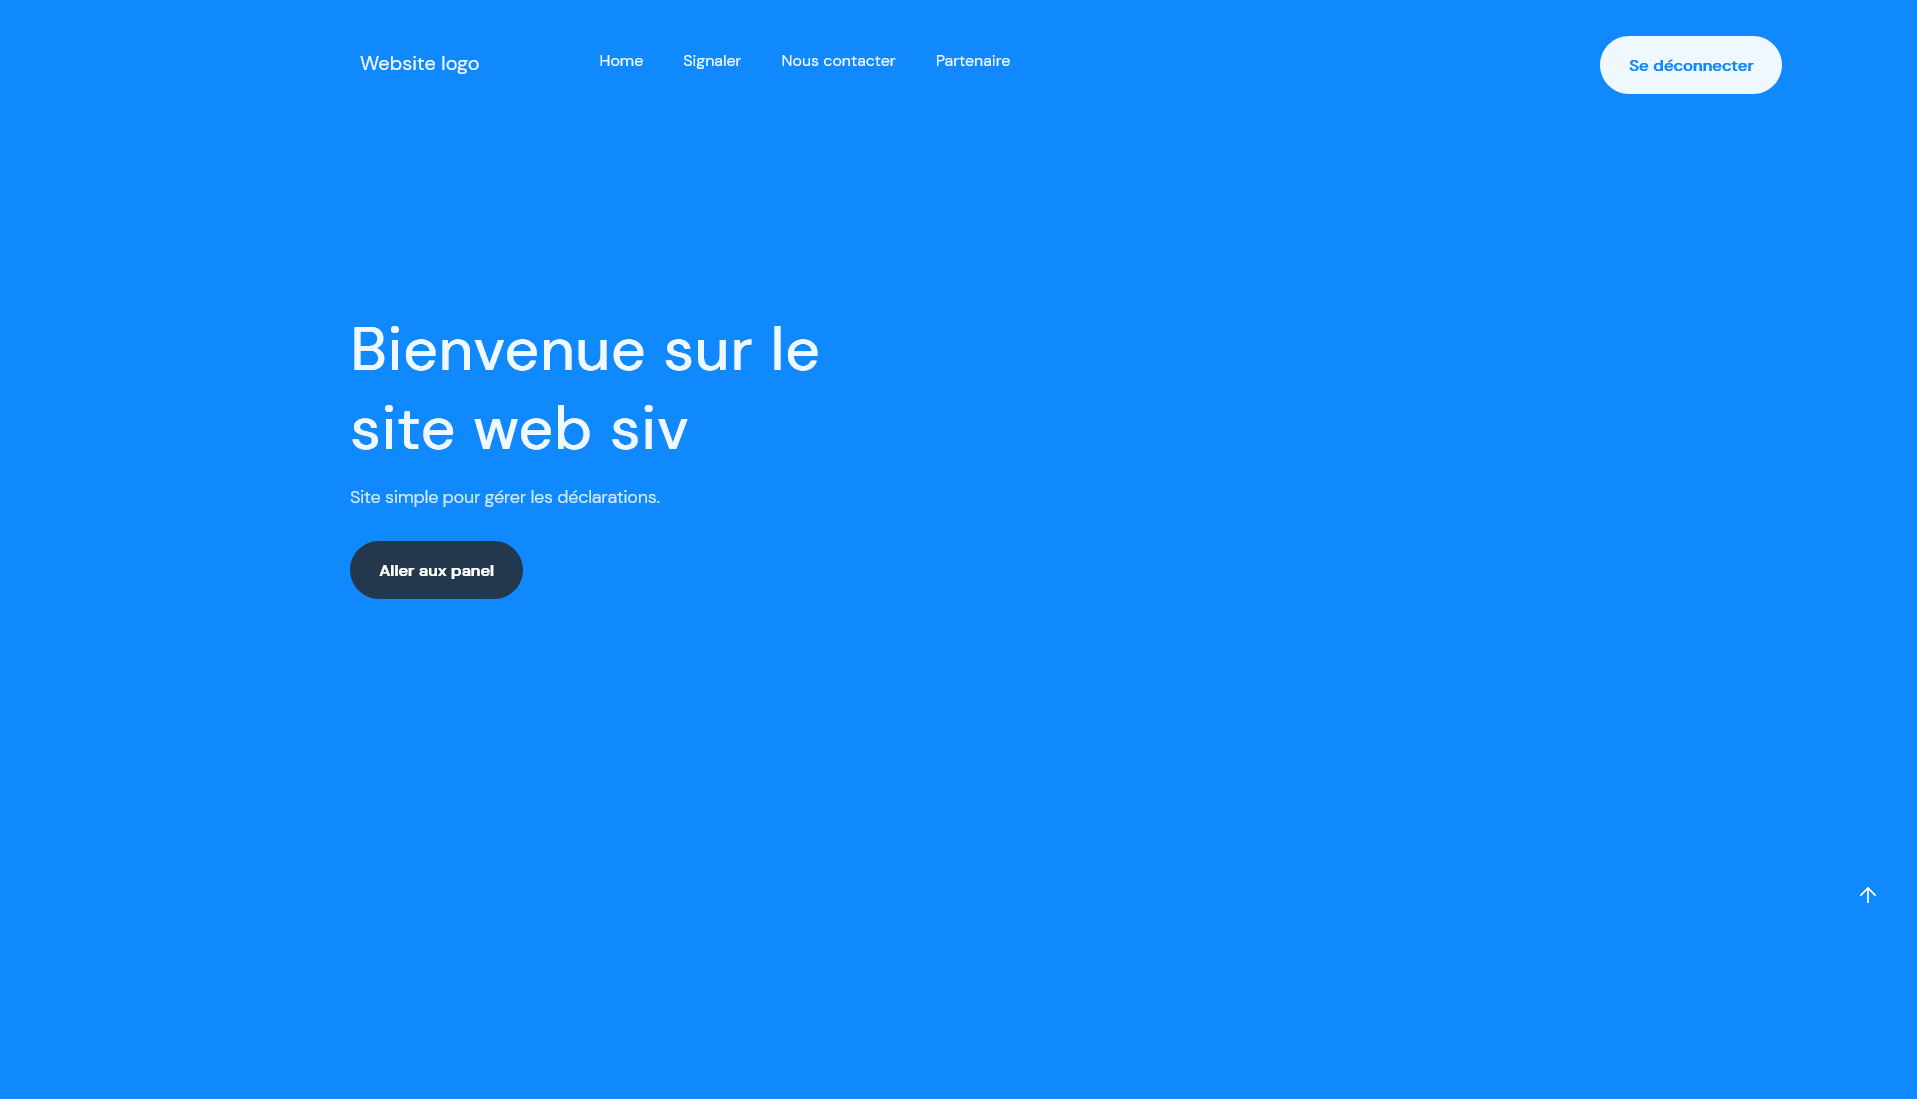 Website logo
Home
Signaler
Nous contacter
Partenaire
Se déconnecter
Bienvenue sur le
site web siv
Site simple pour gérer les déclarations.
Aller aux panel